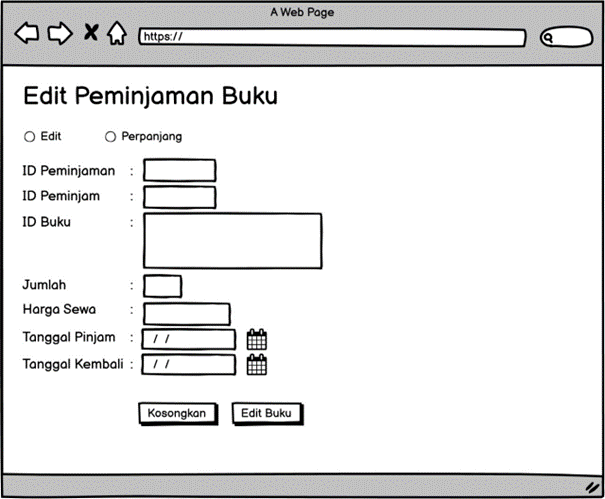 A Web Page
https://
Edit Peminjaman Buku
Edit Perpanjang
ID Peminjaman :
ID Peminjam :
ID Buku :
Jumlah :
Harga Sewa :
Tanggal Pinjam : / /
Tanggal Kembali : / /
Kosongkan Edit Buku